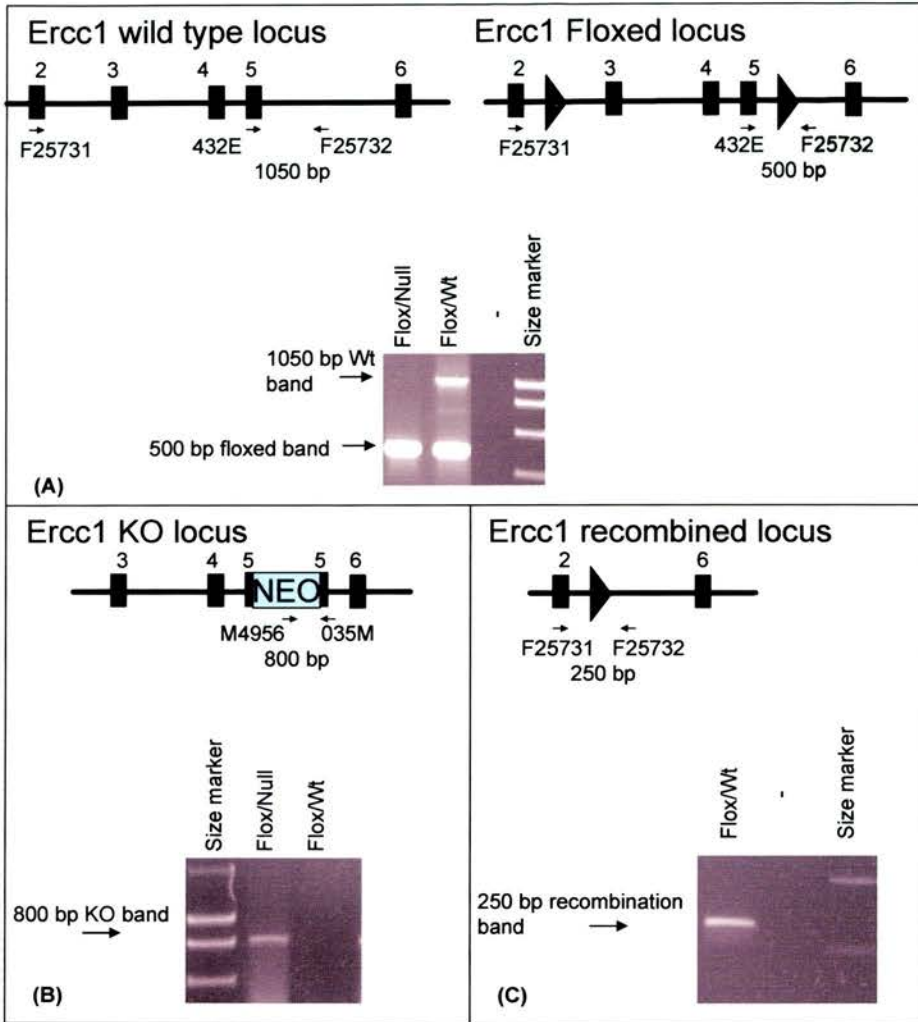 Ercc1 wild type locus
2 3 4 5 6
F25731 432E F25732
1050 bp
Ercc1 Floxed locus
2 3 4 5 6
F25731 432E F25732
500 bp
Flox/Null
Flox/Wt
-
Size marker
1050 bp Wt
band
500 bp floxed band
(A)
Ercc1 KO locus
3 4 5 5 6
NEO
M4956 035M
800 bp
Size marker
Flox/Null
Flox/Wt
800 bp KO band
(B)
Ercc1 recombined locus
2 6
F25731 F25732
250 bp
Flox/Wt
-
Size marker
250 bp recombination
band
(C)